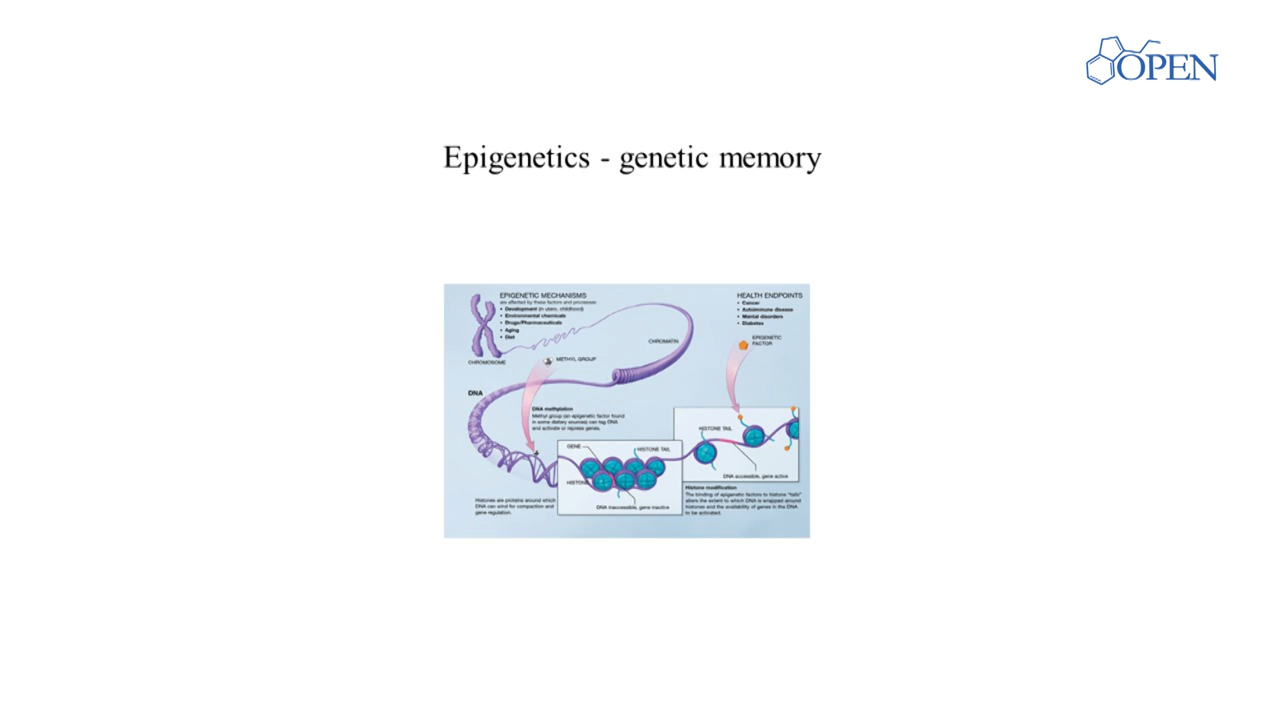 OPEN
Epigenetics - genetic memory
EPIGENETIC MECHANISMS
are affected by these factors and processes:
• Development (in utero, childhood)
• Environmental chemicals
• Drugs/Pharmaceuticals
• Aging
• Diet
HEALTH ENDPOINTS
• Cancer
• Autoimmune disease
• Mental disorders
• Diabetes
EPIGENETIC
FACTOR
CHROMATIN
CHROMOSOME
METHYL GROUP
DNA
DNA methylation
Methyl group (an epigenetic factor found
in some dietary sources) can tag DNA
and activate or repress genes.
HISTONE TAIL
GENE
HISTONE TAIL
DNA accessible, gene active
HISTONE
DNA inaccessible, gene inactive
Histones are proteins around which
DNA can wind for compaction and
gene regulation.
Histone modification
The binding of epigenetic factors to histone "tails"
alters the extent to which DNA is wrapped around
histones and the availability of genes in the DNA
to be activated.